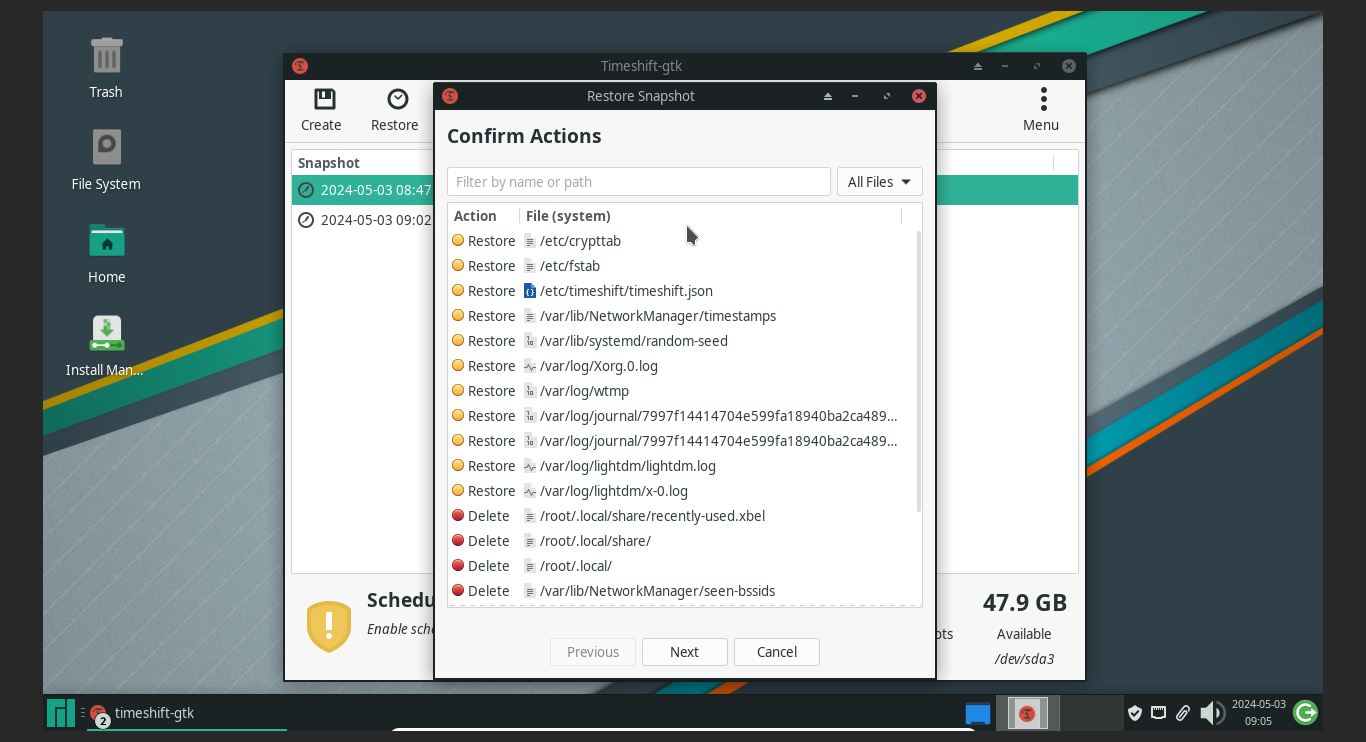 Trash
File System
Home
Install Man...
Timeshift-gtk
Create
Restore
Menu
Snapshot
2024-05-03 08:47
2024-05-03 09:02
Restore Snapshot
Confirm Actions
Filter by name or path
All Files
Action File (system)
Restore /etc/crypttab
Restore /etc/fstab
Restore /etc/timeshift/timeshift.json
Restore /var/lib/NetworkManager/timestamps
Restore /var/lib/systemd/random-seed
Restore /var/log/Xorg.0.log
Restore /var/log/wtmp
Restore /var/log/journal/7997f14414704e599fa18940ba2ca489...
Restore /var/log/journal/7997f14414704e599fa18940ba2ca489...
Restore /var/log/lightdm/lightdm.log
Restore /var/log/lightdm/x-0.log
Delete /root/.local/share/recently-used.xbel
Delete /root/.local/share/
Delete /root/.local/
Delete /var/lib/NetworkManager/seen-bssids
Previous
Next
Cancel
Schedu
Enable sche
47.9 GB
ots
Available
/dev/sda3
2
timeshift-gtk
2024-05-03
09:05